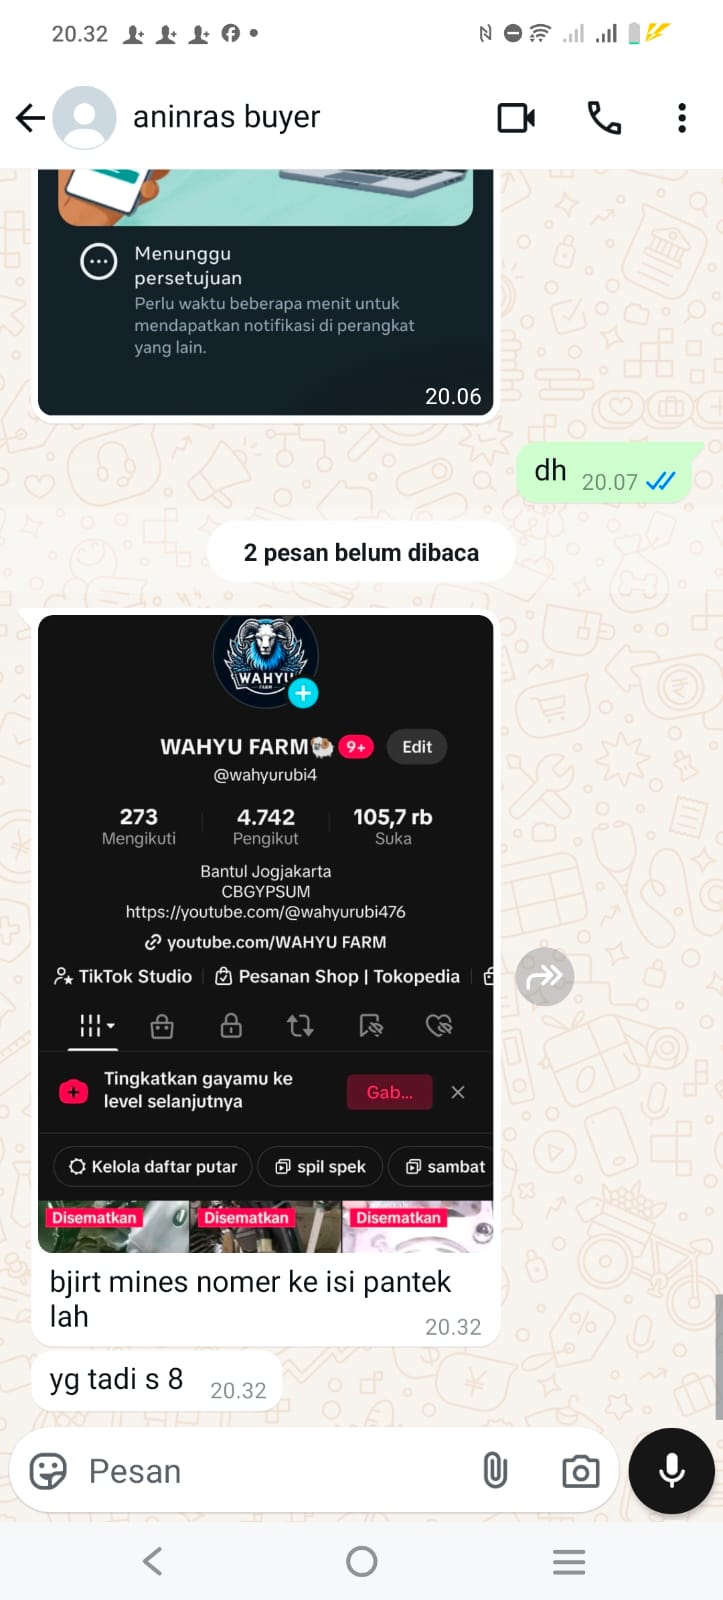 20.32
aninras buyer
Menunggu
persetujuan
Perlu waktu beberapa menit untuk
mendapatkan notifikasi di perangkat
yang lain.
20.06
dh 20.07
2 pesan belum dibaca
WAHYU
FARM
WAHYU FARM🐏 9+ Edit
@wahyurubi4
273 4.742 105,7 rb
Mengikuti Pengikut Suka
Bantul Jogjakarta
CBGYPSUM
https://youtube.com/@wahyurubi476
youtube.com/WAHYU FARM
TikTok Studio Pesanan Shop | Tokopedia
Tingkatkan gayamu ke
level selanjutnya
Gab...
Kelola daftar putar spil spek sambat
Disematkan Disematkan Disematkan
bjirt mines nomer ke isi pantek
lah
20.32
yg tadi s 8 20.32
Pesan